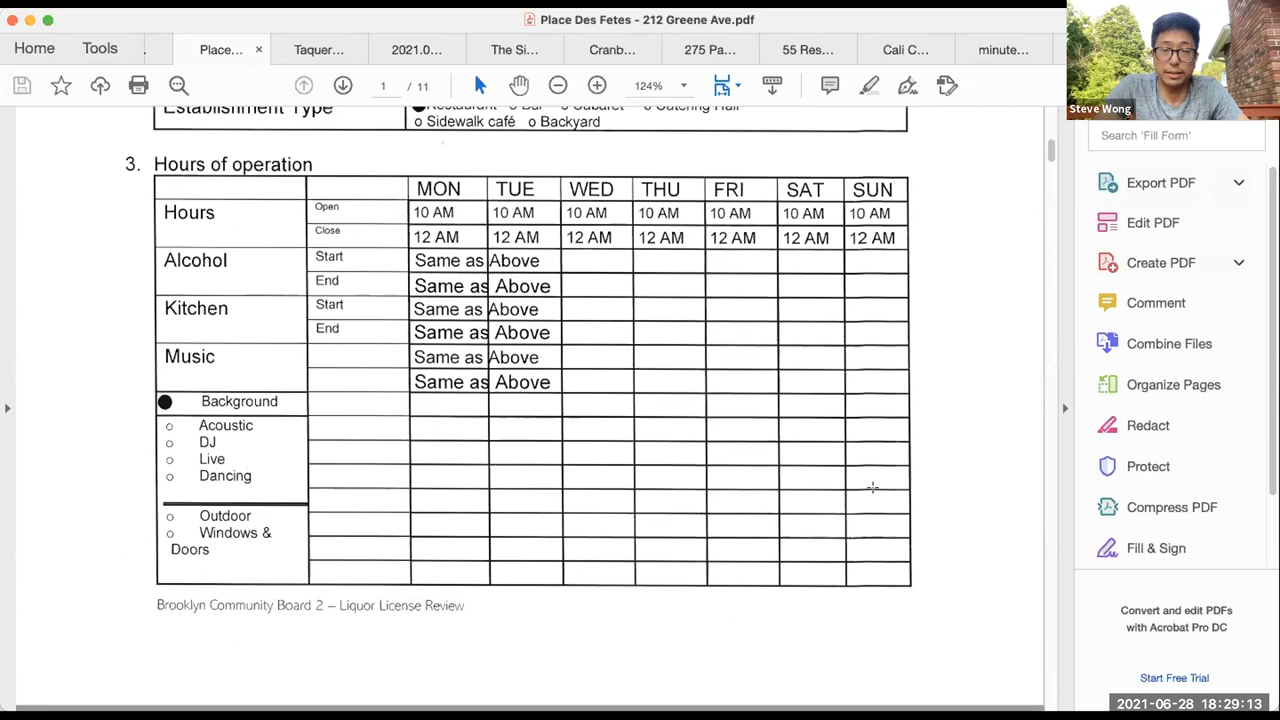 Place Des Fetes - 212 Greene Ave.pdf
Home Tools . Place... × Taquer... 2021.0... The Si... Cranb... 275 Pa... 55 Res... Cali C... minute...
1 / 11 124%
Steve Wong
Establishment Type Restaurant o Bar o Cabaret o Catering Hall
o Sidewalk café o Backyard
3. Hours of operation
MON TUE WED THU FRI SAT SUN
Hours Open 10 AM 10 AM 10 AM 10 AM 10 AM 10 AM 10 AM
Close 12 AM 12 AM 12 AM 12 AM 12 AM 12 AM 12 AM
Alcohol Start Same as Above
End Same as Above
Kitchen Start Same as Above
End Same as Above
Music Same as Above
Same as Above
Background
o Acoustic
o DJ
o Live
o Dancing
o Outdoor
o Windows &
Doors
Brooklyn Community Board 2 – Liquor License Review
Search 'Fill Form'
Export PDF
Edit PDF
Create PDF
Comment
Combine Files
Organize Pages
Redact
Protect
Compress PDF
Fill & Sign
Convert and edit PDFs
with Acrobat Pro DC
Start Free Trial
2021-06-28 18:29:13